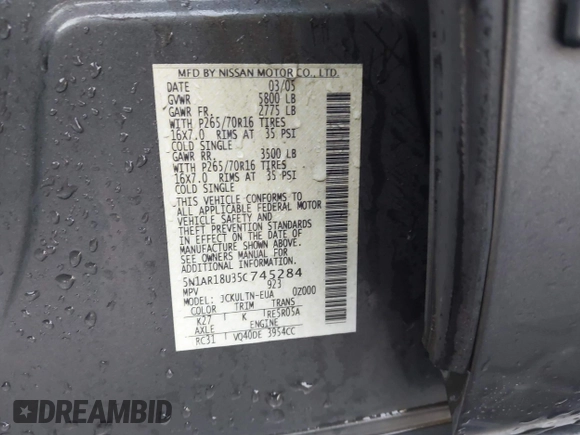 MFD BY NISSAN MOTOR CO., LTD.
DATE 03/05
GVWR 5800 LB
GAWR FR. 2775 LB
WITH P265/70R16 TIRES
16X7.0 RIMS AT 35 PSI
COLD SINGLE
GAWR RR. 3500 LB
WITH P265/70R16 TIRES
16X7.0 RIMS AT 35 PSI
COLD SINGLE
THIS VEHICLE CONFORMS TO
ALL APPLICABLE FEDERAL MOTOR
VEHICLE SAFETY AND
THEFT PREVENTION STANDARDS
IN EFFECT ON THE DATE OF
MANUFACTURE SHOWN ABOVE.
SEE OWNERS MANUAL FOR
ADDITIONAL INFORMATION.
5N1AR18U35C745284
MPV 923
MODEL: JCKULTN-EUA 02000
COLOR TRIM TRANS
K27 K RE5R05A
AXLE ENGINE
RC31 VQ40DE 3954CC
DREAMBID